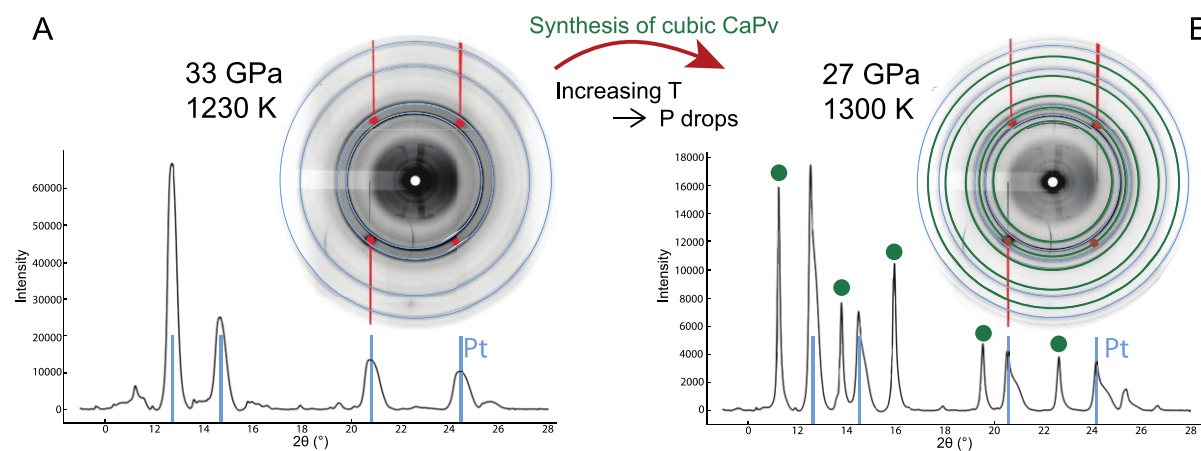 A
Synthesis of cubic CaPv
B
33 GPa
1230 K
Increasing T
→ P drops
27 GPa
1300 K
Intensity
60000
50000
40000
30000
20000
10000
0
Pt
0 12 14 16 18 20 22 24 26 28
2θ (°)
Intensity
18000
16000
14000
12000
10000
8000
6000
4000
2000
0
Pt
0 12 14 16 18 20 22 24 26 28
2θ (°)